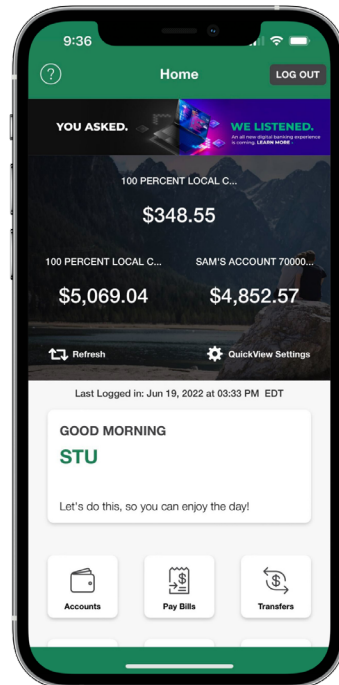 9:36
?
Home
LOG OUT
YOU ASKED.
WE LISTENED.
An all new digital banking experience
is coming. LEARN MORE
100 PERCENT LOCAL C...
$348.55
100 PERCENT LOCAL C...
SAM'S ACCOUNT 70000...
$5,069.04
$4,852.57
Refresh
QuickView Settings
Last Logged in: Jun 19, 2022 at 03:33 PM EDT
GOOD MORNING
STU
Let's do this, so you can enjoy the day!
Accounts
Pay Bills
Transfers